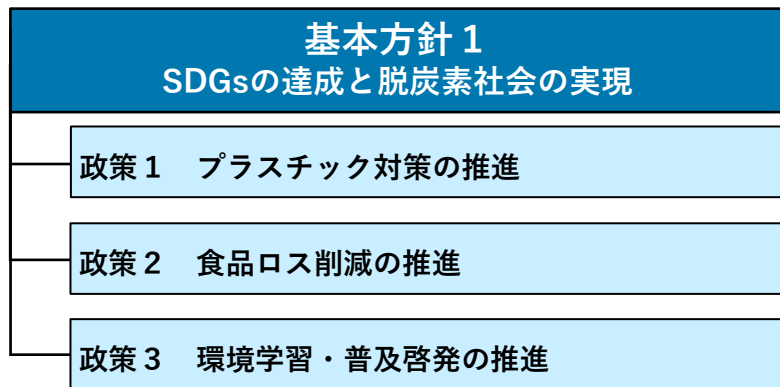 基本方針１
SDGsの達成と脱炭素社会の実現
政策１　プラスチック対策の推進
政策２　食品ロス削減の推進
政策３　環境学習・普及啓発の推進